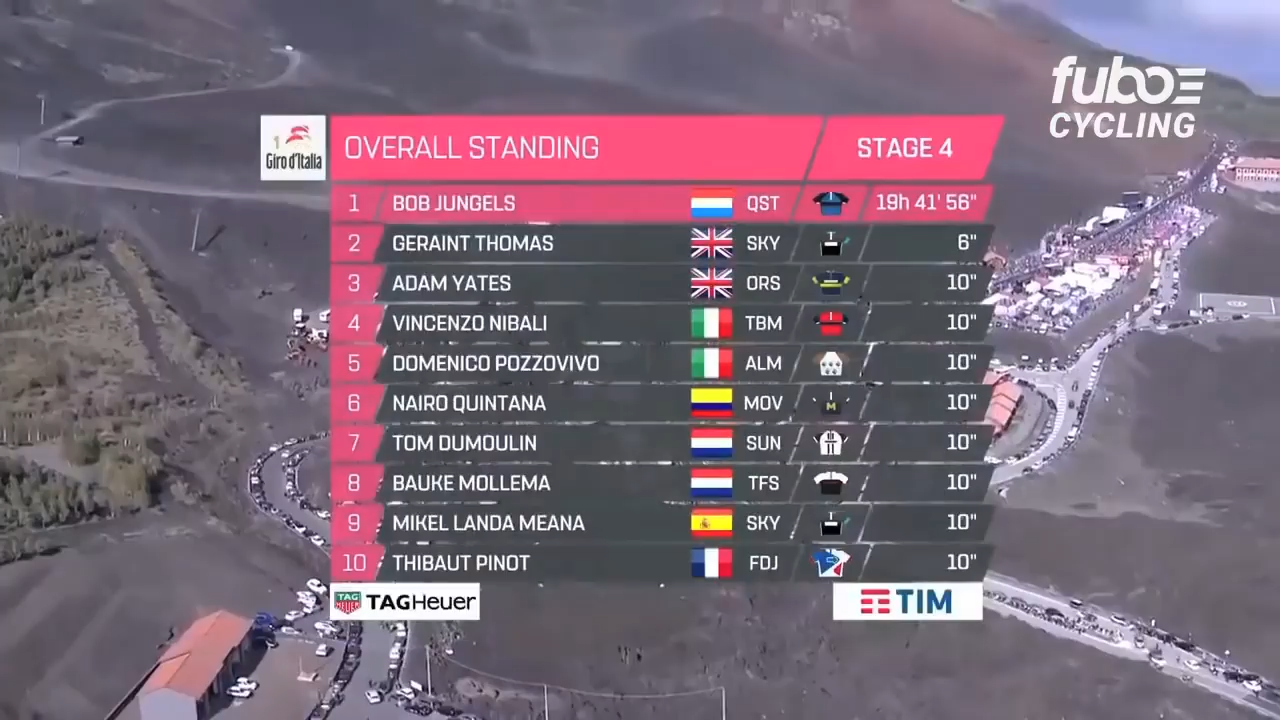 fubo
CYCLING
1
Giro d'Italia
OVERALL STANDING STAGE 4
1 BOB JUNGELS QST 19h 41' 56"
2 GERAINT THOMAS SKY 6"
3 ADAM YATES ORS 10"
4 VINCENZO NIBALI TBM 10"
5 DOMENICO POZZOVIVO ALM 10"
6 NAIRO QUINTANA MOV 10"
7 TOM DUMOULIN SUN 10"
8 BAUKE MOLLEMA TFS 10"
9 MIKEL LANDA MEANA SKY 10"
10 THIBAUT PINOT FDJ 10"
TAG HEUER TAGHeuer TIM